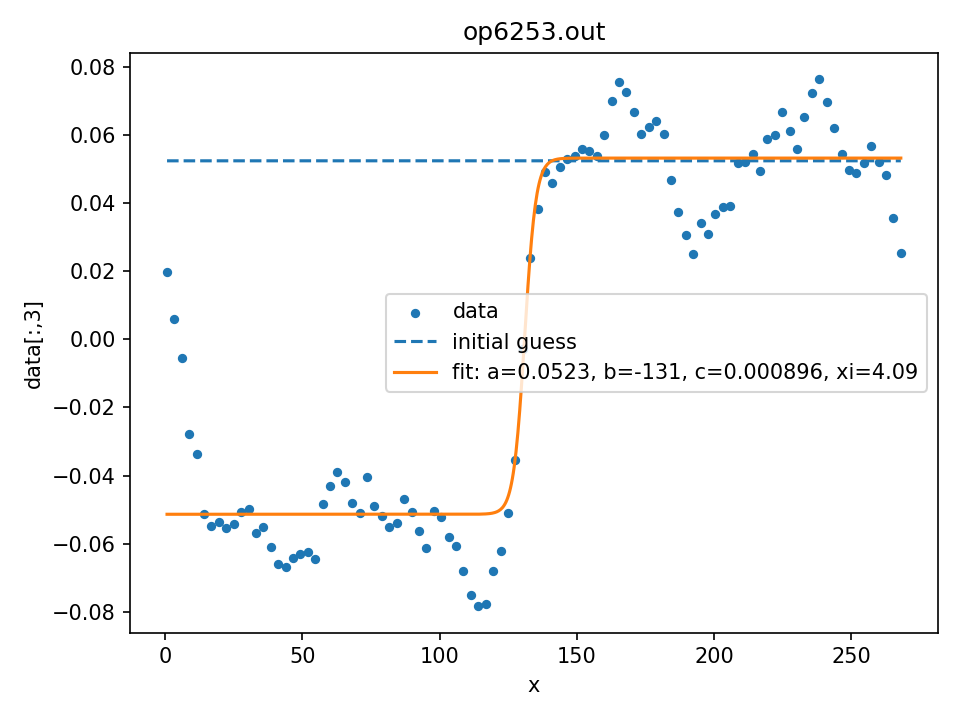 op6253.out
0.08
0.06
0.04
0.02
0.00
−0.02
−0.04
−0.06
−0.08
data[:,3]
data
initial guess
fit: a=0.0523, b=-131, c=0.000896, xi=4.09
0 50 100 150 200 250
x